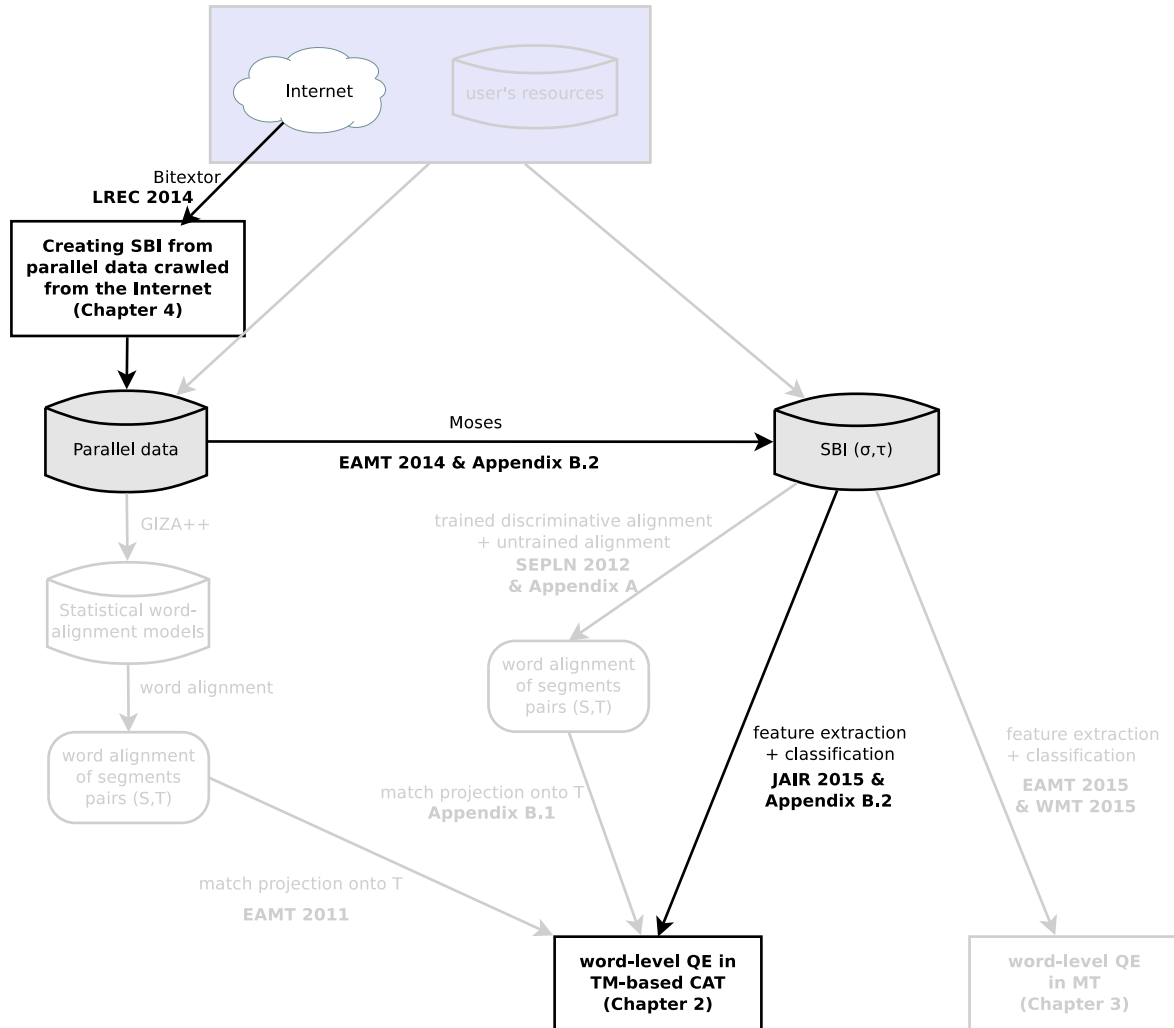 Internet
user's resources
Bitextor
LREC 2014
Creating SBI from
parallel data crawled
from the Internet
(Chapter 4)
Parallel data
Moses
EAMT 2014 & Appendix B.2
SBI (σ,τ)
GIZA++
trained discriminative alignment
+ untrained alignment
SEPLN 2012
& Appendix A
Statistical word-
alignment models
word alignment
of segments
pairs (S,T)
word alignment
word alignment
of segments
pairs (S,T)
feature extraction
+ classification
JAIR 2015 &
Appendix B.2
feature extraction
+ classification
EAMT 2015
& WMT 2015
match projection onto T
Appendix B.1
match projection onto T
EAMT 2011
word-level QE in
TM-based CAT
(Chapter 2)
word-level QE
in MT
(Chapter 3)